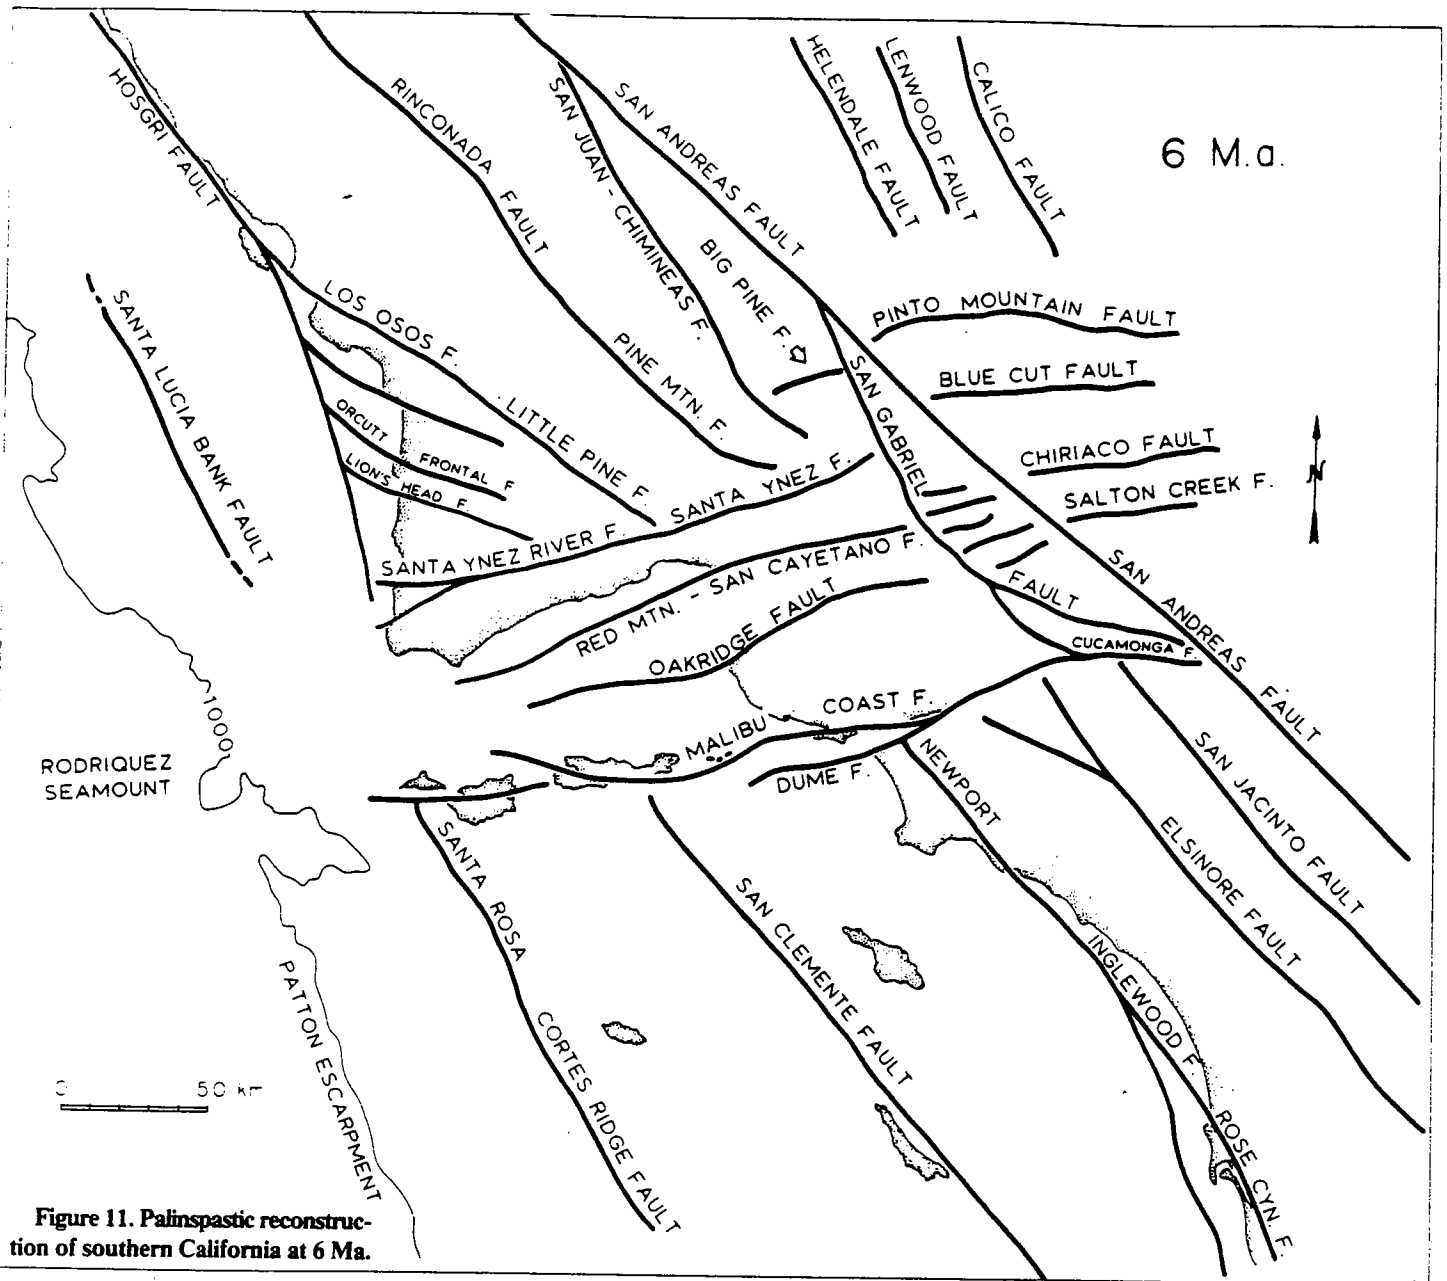 HOSGRI FAULT
RINCONADA FAULT
SAN JUAN - CHIMINEAS F.
SAN ANDREAS FAULT
HELENDALE FAULT
LENWOOD FAULT
CALICO FAULT
6 M.a.
SANTA LUCIA BANK FAULT
LOS OSOS F.
BIG PINE F.
PINE MTN. F.
PINTO MOUNTAIN FAULT
BLUE CUT FAULT
SAN GABRIEL
FAULT
ORCUTT FRONTAL F
LION'S HEAD F
LITTLE PINE F.
SANTA YNEZ F.
CHIRIACO FAULT
SALTON CREEK F.
N
SANTA YNEZ RIVER F.
RED MTN. - SAN CAYETANO F.
OAKRIDGE FAULT
SAN ANDREAS FAULT
CUCAMONGA F.
1000
RODRIQUEZ
SEAMOUNT
MALIBU COAST F.
DUME F.
NEWPORT
INGLEWOOD F.
ROSE CYN. F.
SAN JACINTO FAULT
ELSINORE FAULT
SANTA ROSA
CORTES RIDGE FAULT
SAN CLEMENTE FAULT
PATTON ESCARPMENT
0 50 km
Figure 11. Palinspastic reconstruc-
tion of southern California at 6 Ma.